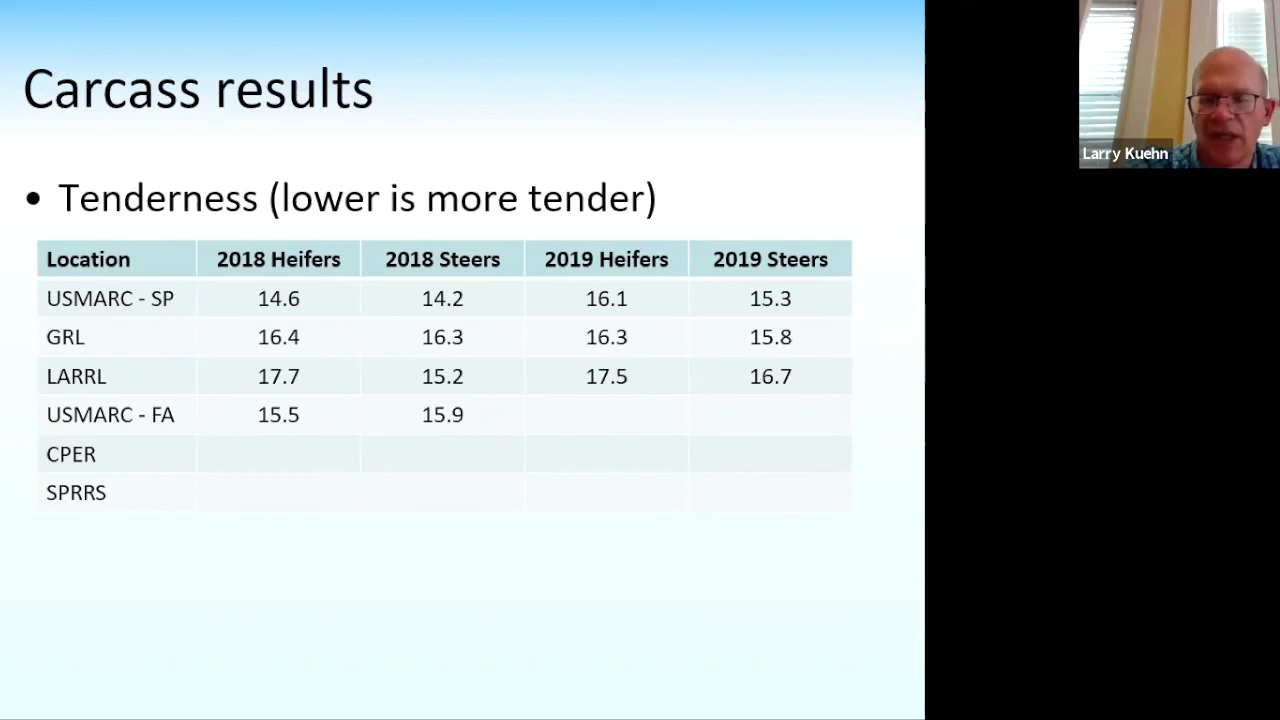 Carcass results
• Tenderness (lower is more tender)
Location 2018 Heifers 2018 Steers 2019 Heifers 2019 Steers
USMARC - SP 14.6 14.2 16.1 15.3
GRL 16.4 16.3 16.3 15.8
LARRL 17.7 15.2 17.5 16.7
USMARC - FA 15.5 15.9
CPER
SPRRS
Larry Kuehn